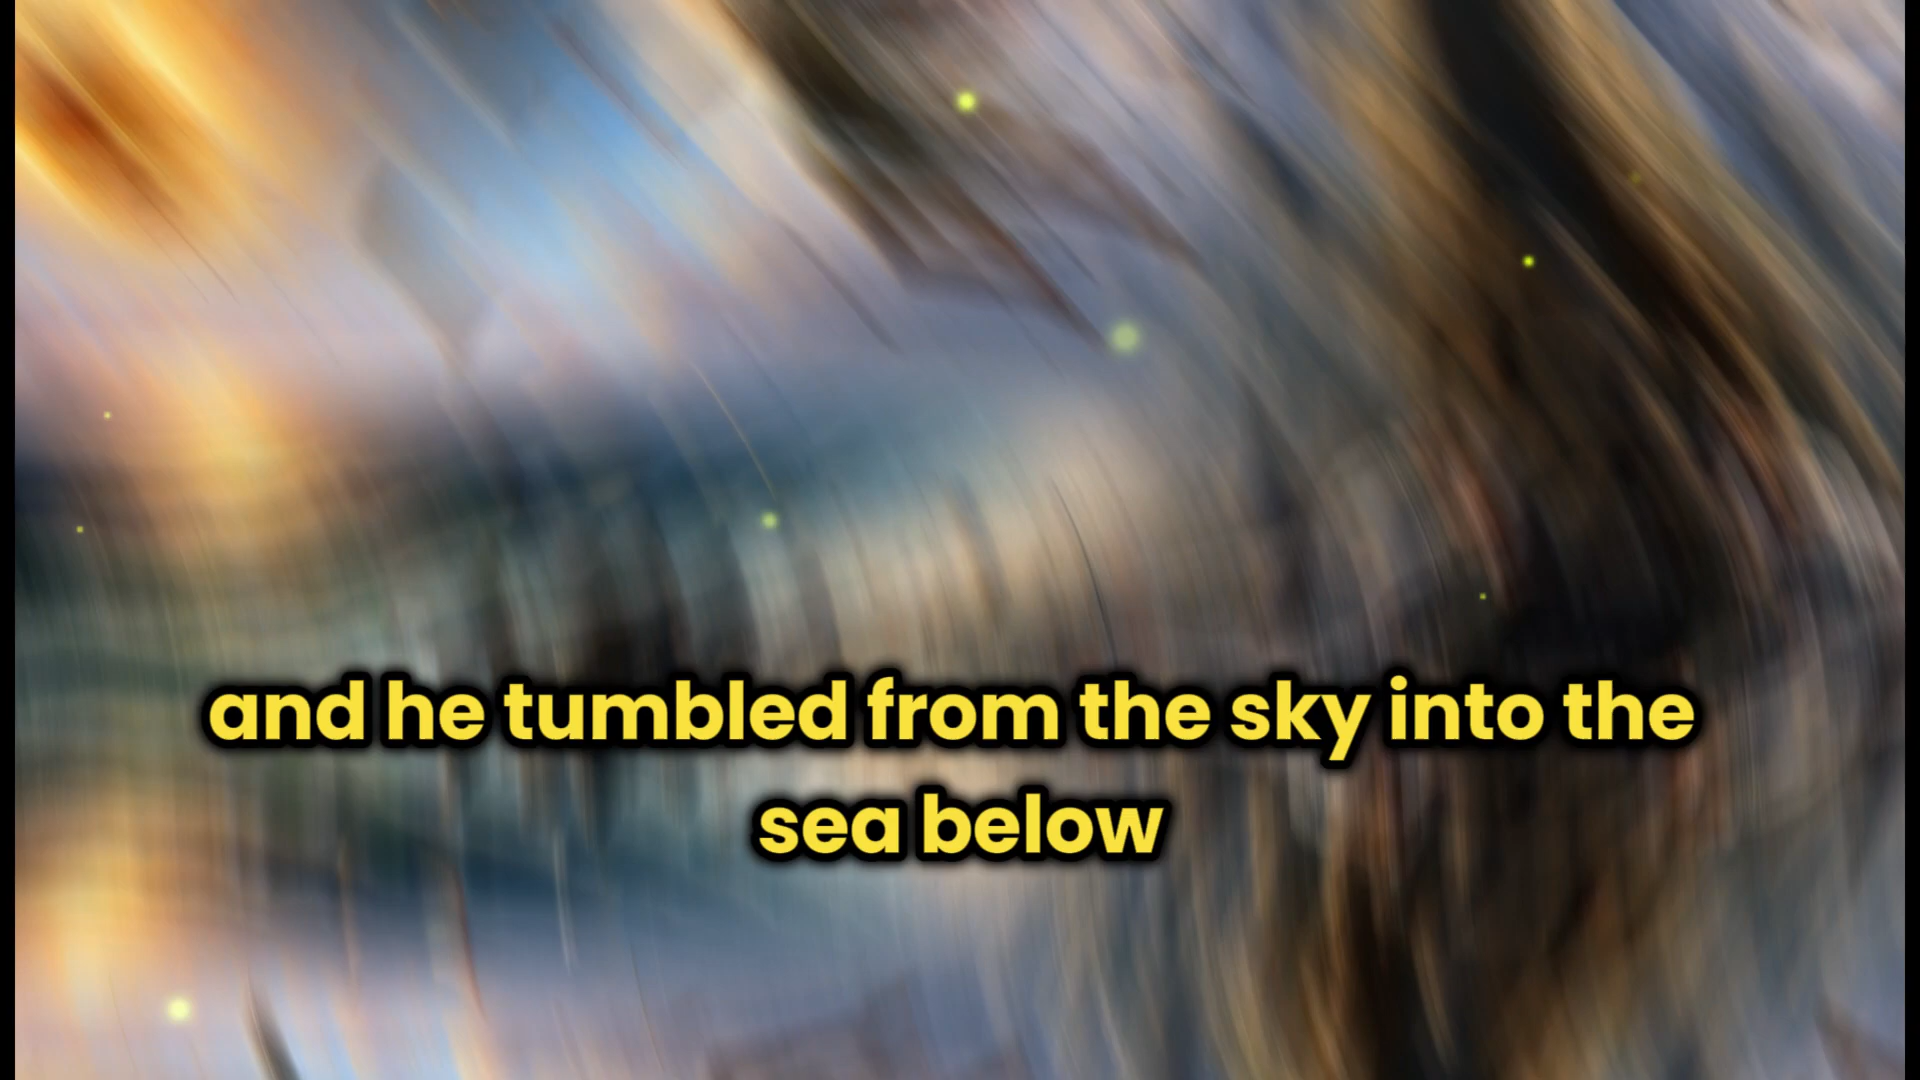 and he tumbled from the sky into the
sea below